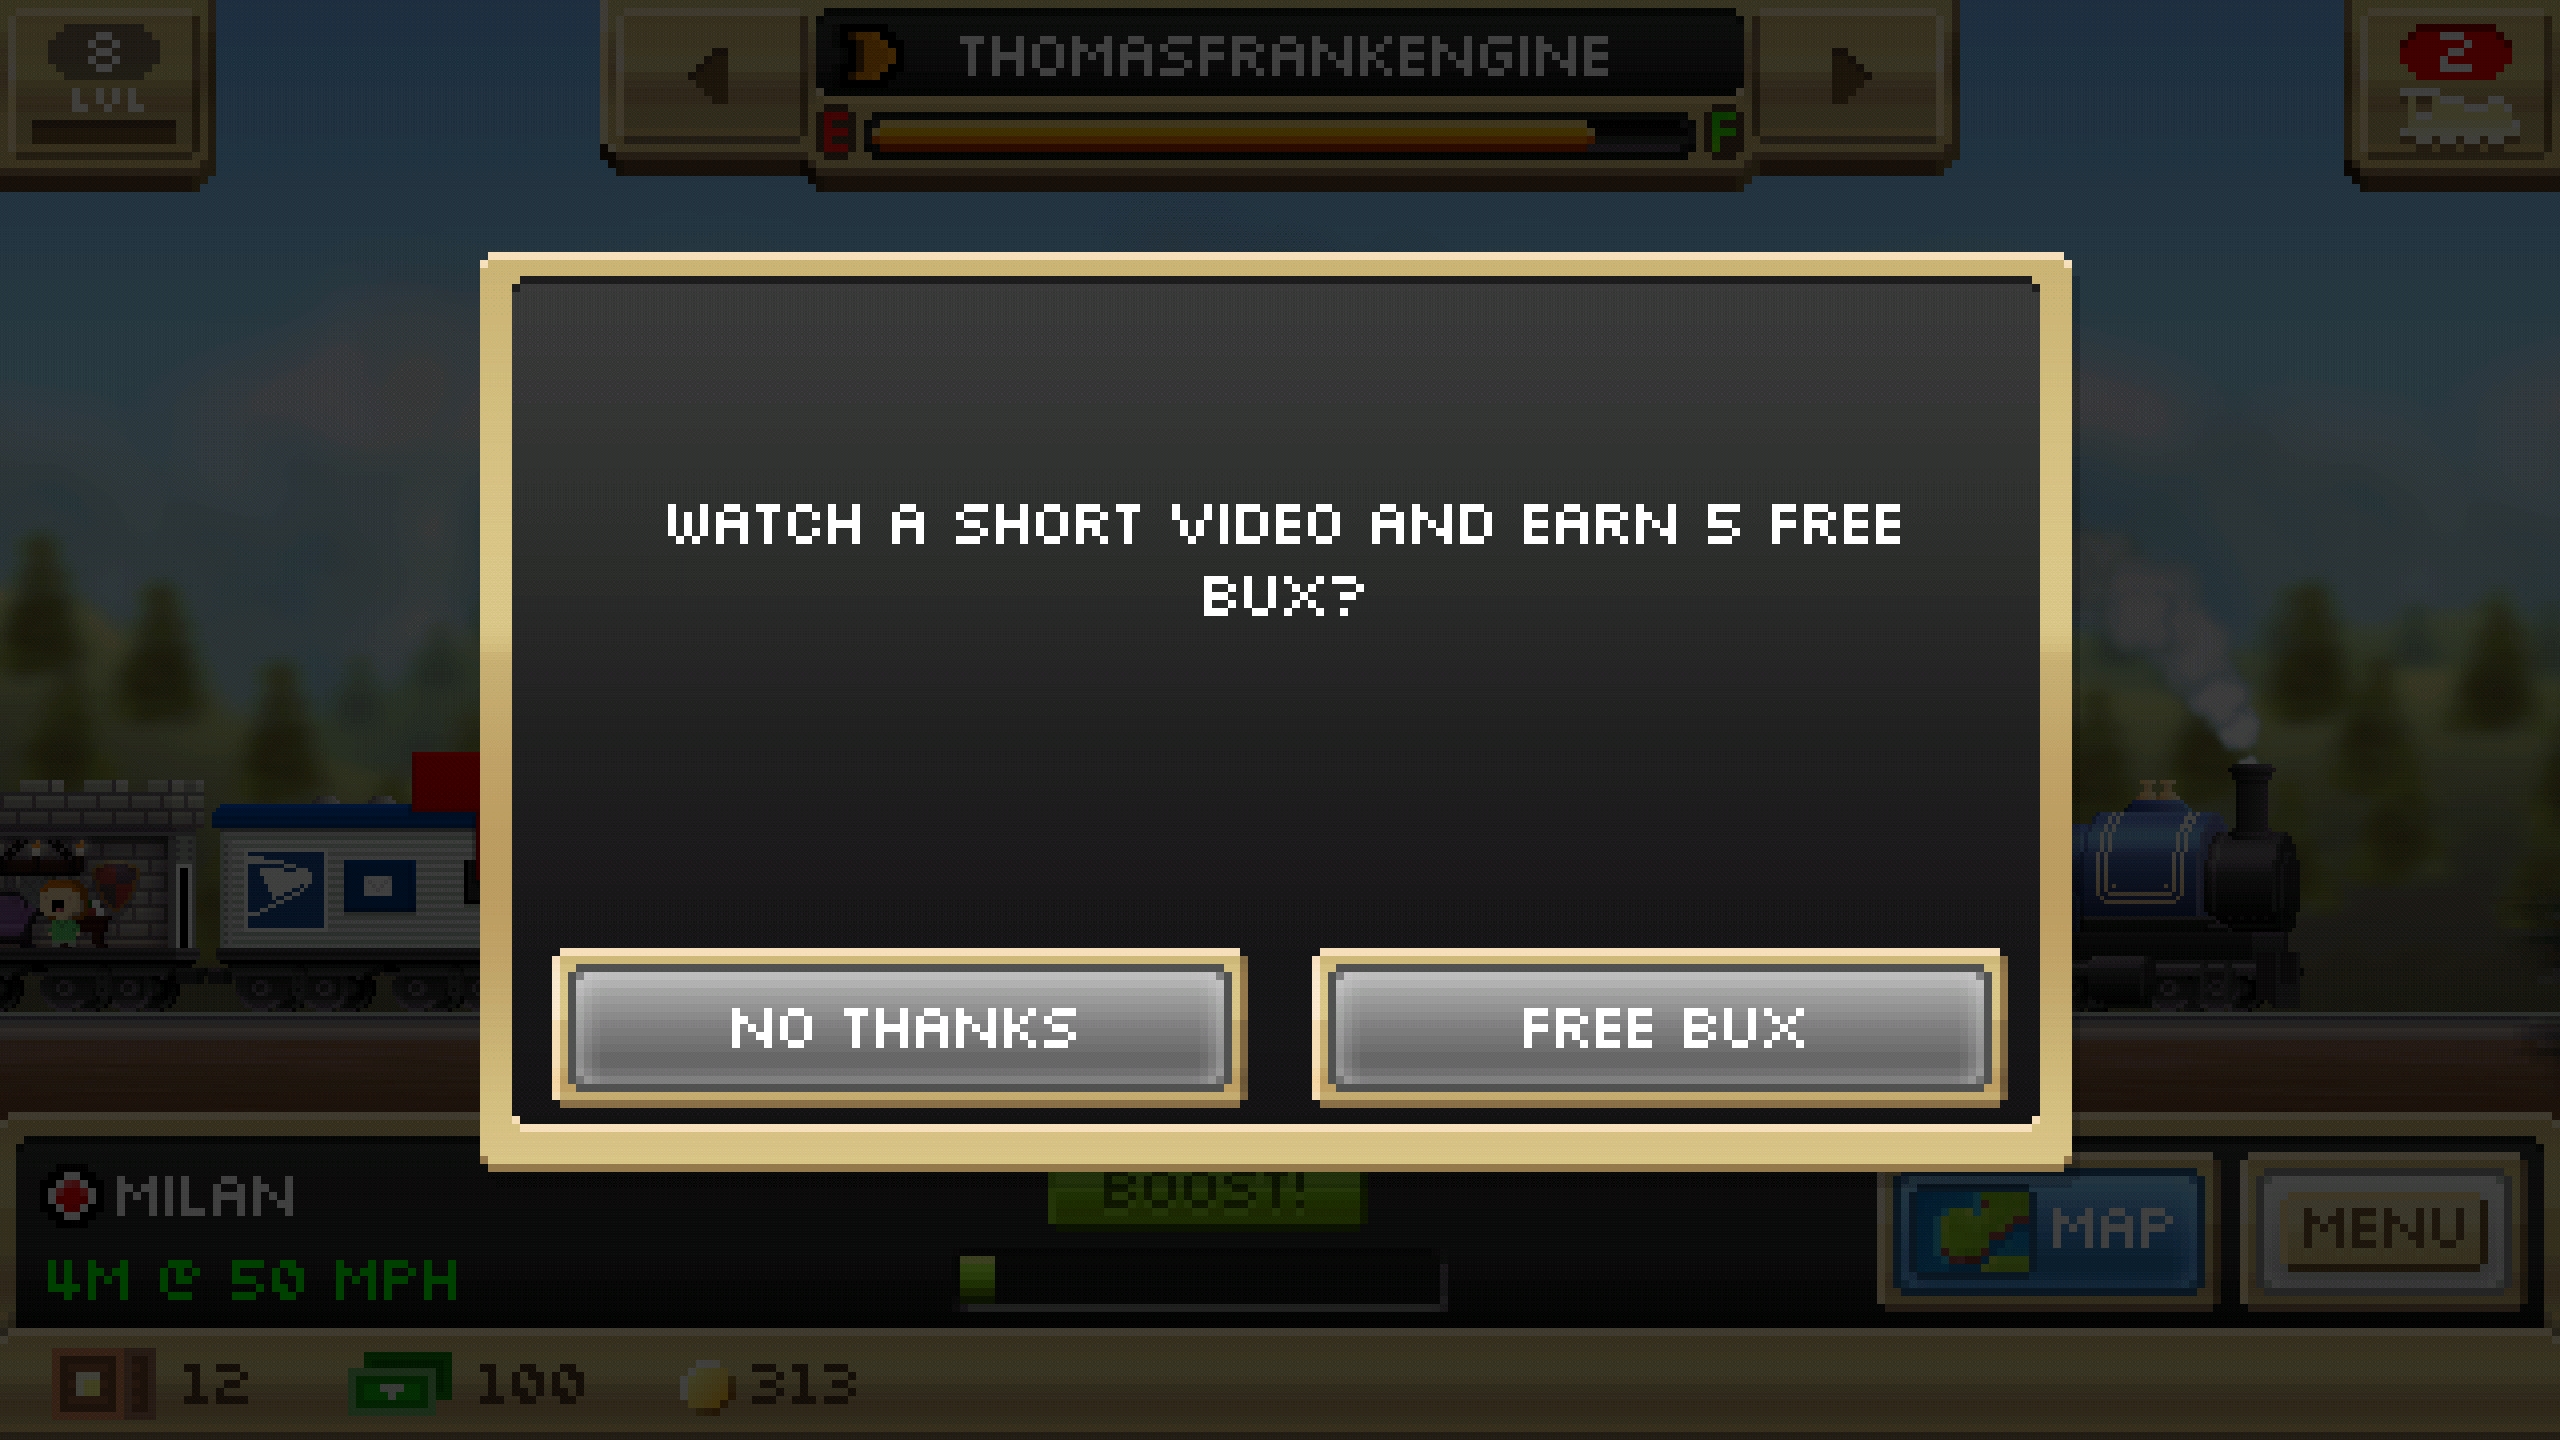 8
LVL
THOMASFRANKENGINE
E
F
2
WATCH A SHORT VIDEO AND EARN 5 FREE
BUX?
NO THANKS
FREE BUX
MILAN
4M @ 50 MPH
BOOST!
MAP
MENU
12
100
313